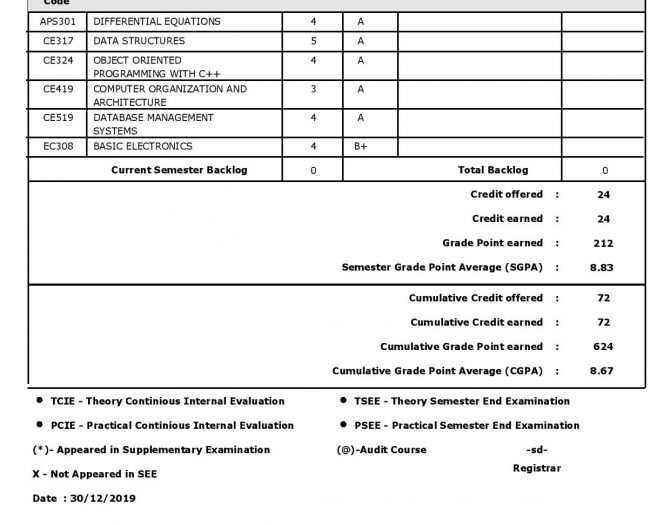 Code
APS301 DIFFERENTIAL EQUATIONS 4 A
CE317 DATA STRUCTURES 5 A
CE324 OBJECT ORIENTED 4 A
PROGRAMMING WITH C++
CE419 COMPUTER ORGANIZATION AND 3 A
ARCHITECTURE
CE519 DATABASE MANAGEMENT 4 A
SYSTEMS
EC308 BASIC ELECTRONICS 4 B+
Current Semester Backlog 0 Total Backlog 0
Credit offered : 24
Credit earned : 24
Grade Point earned : 212
Semester Grade Point Average (SGPA) : 8.83
Cumulative Credit offered : 72
Cumulative Credit earned : 72
Cumulative Grade Point earned : 624
Cumulative Grade Point Average (CGPA) : 8.67
● TCIE - Theory Continious Internal Evaluation ● TSEE - Theory Semester End Examination
● PCIE - Practical Continious Internal Evaluation ● PSEE - Practical Semester End Examination
(*)- Appeared in Supplementary Examination (@)-Audit Course -sd-
Registrar
X - Not Appeared in SEE
Date : 30/12/2019